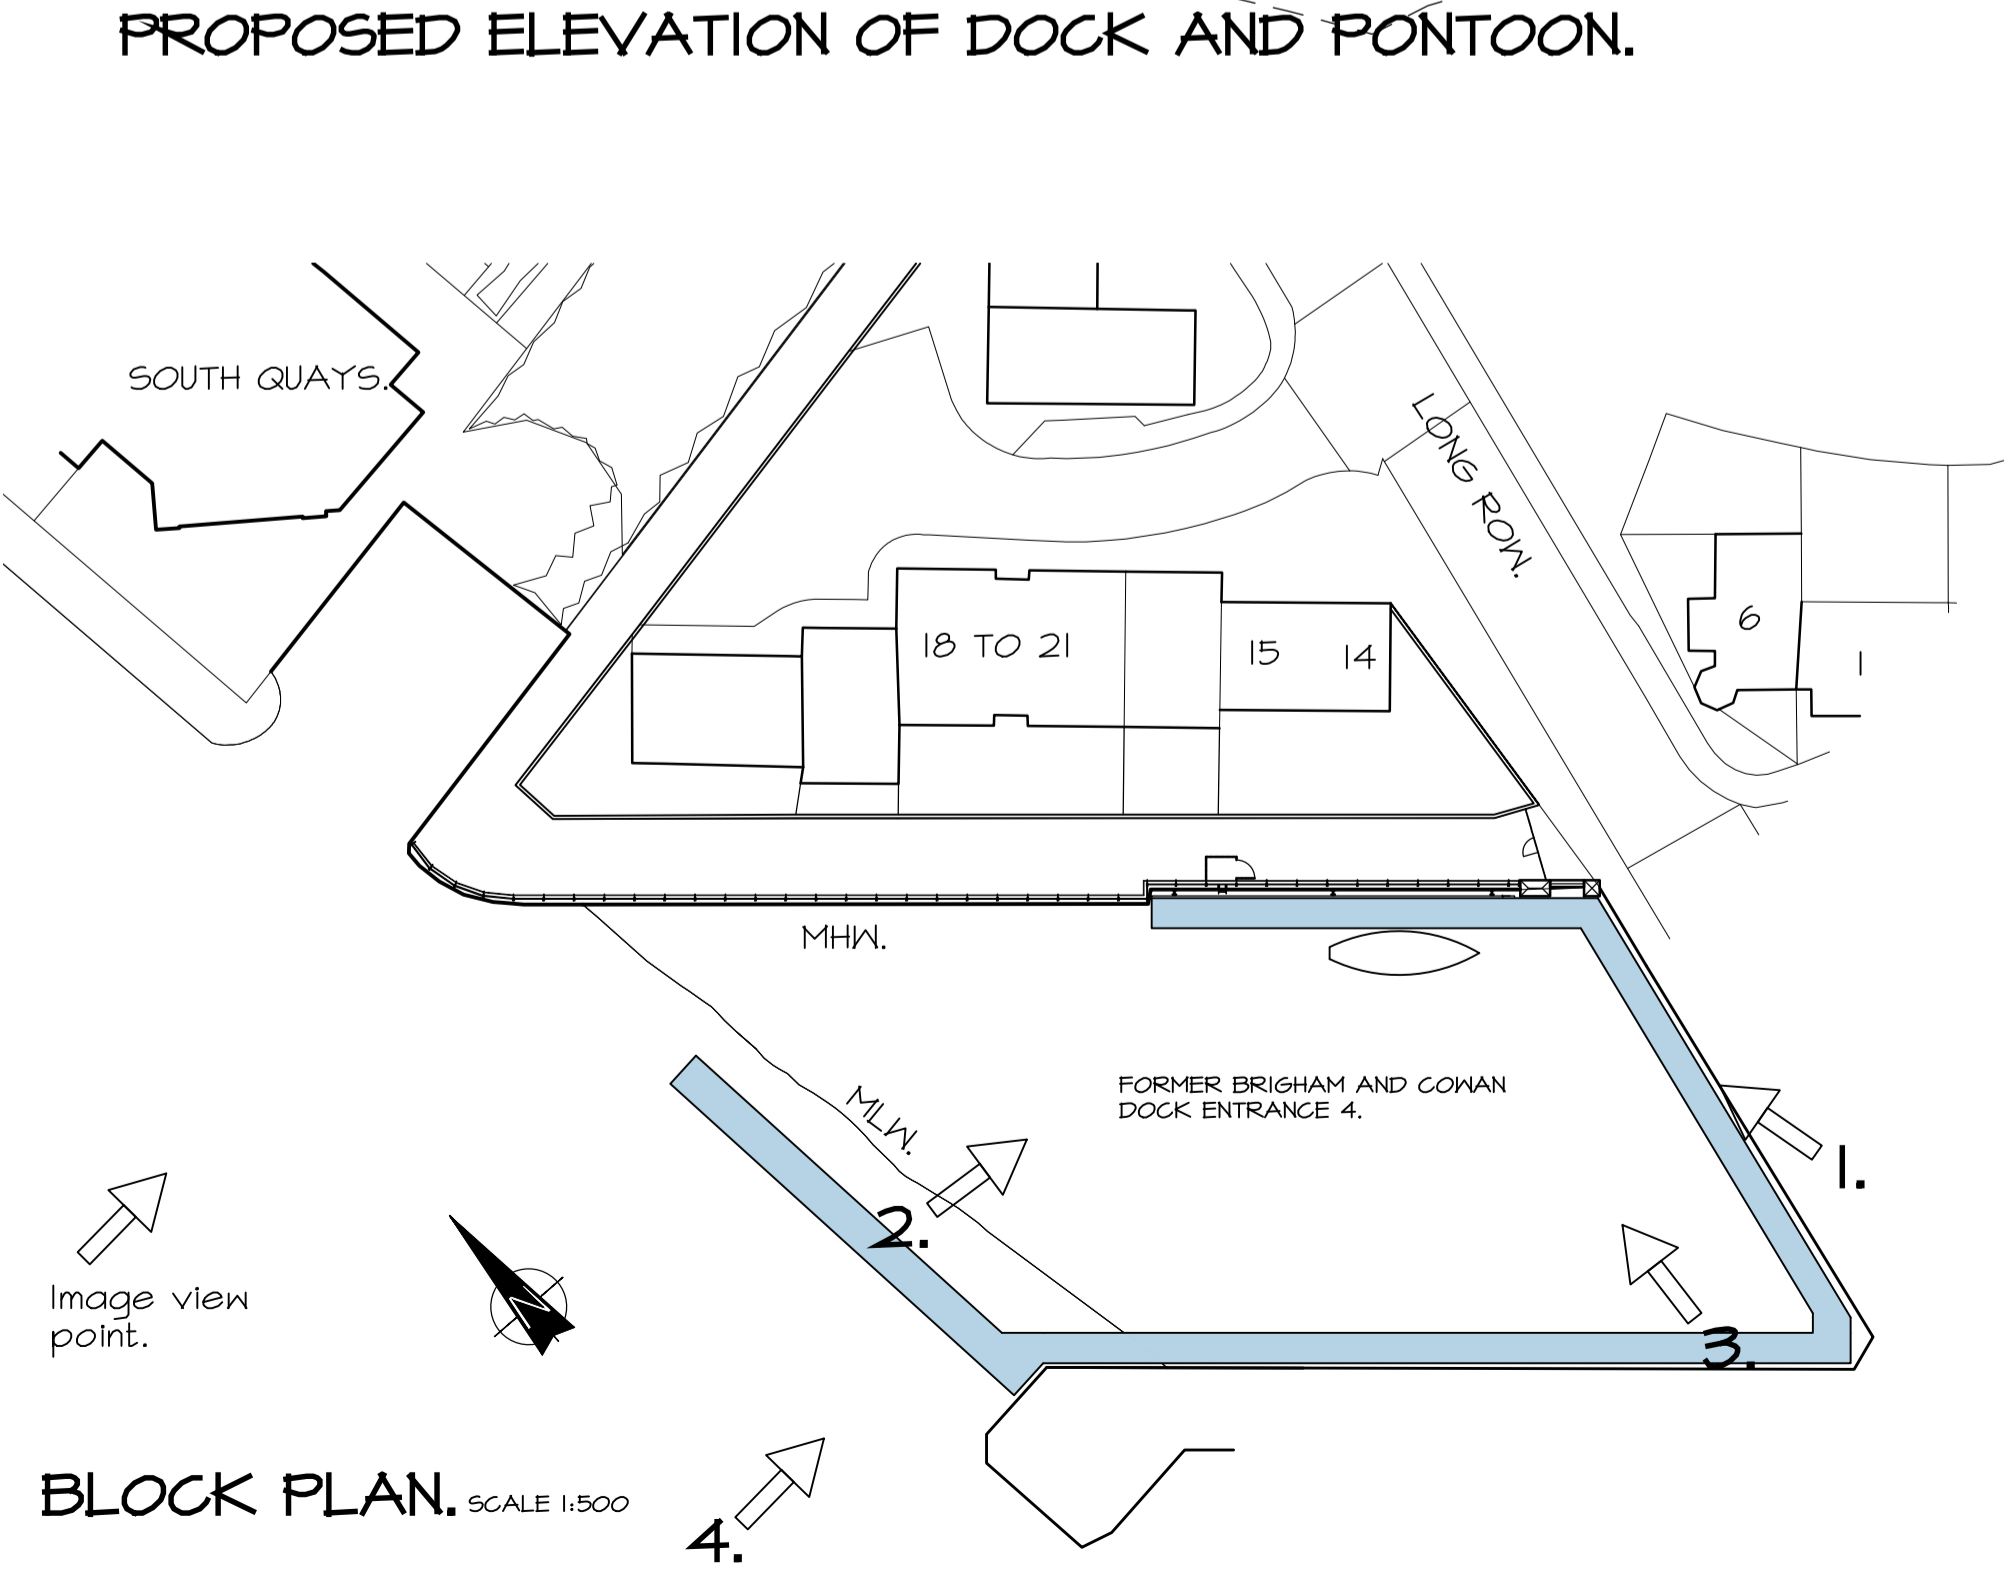 PROPOSED ELEVATION OF DOCK AND PONTOON.
SOUTH QUAYS.
LONG ROW.
18 TO 21
15
14
6
1
MHW.
FORMER BRIGHAM AND COWAN
DOCK ENTRANCE 4.
MLW.
1.
2.
3.
Image view
point.
N
BLOCK PLAN. SCALE 1:500
4.